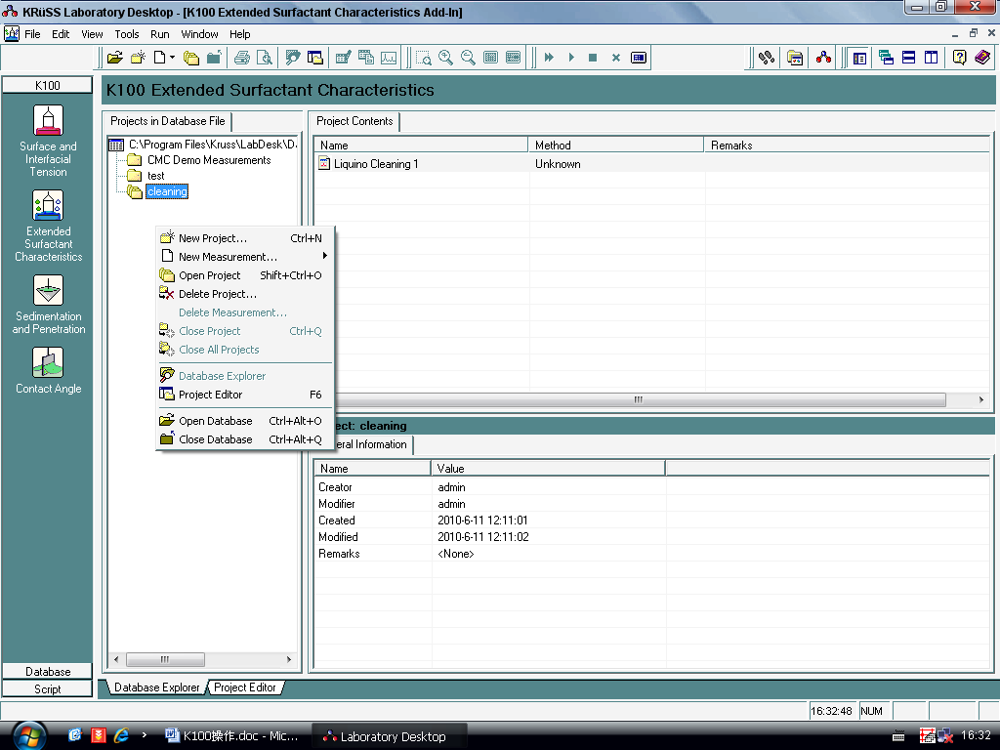 KRüSS Laboratory Desktop - [K100 Extended Surfactant Characteristics Add-In]
File Edit View Tools Run Window Help
K100
K100 Extended Surfactant Characteristics
Surface and
Interfacial
Tension
Extended
Surfactant
Characteristics
Sedimentation
and Penetration
Contact Angle
Database
Script
Projects in Database File
C:\Program Files\Kruss\LabDesk\Da
CMC Demo Measurements
test
cleaning
New Project... Ctrl+N
New Measurement...
Open Project Shift+Ctrl+O
Delete Project...
Delete Measurement...
Close Project Ctrl+Q
Close All Projects
Database Explorer
Project Editor F6
Open Database Ctrl+Alt+O
Close Database Ctrl+Alt+Q
Project Contents
Name Method Remarks
Liquino Cleaning 1 Unknown
ect: cleaning
eral Information
Name Value
Creator admin
Modifier admin
Created 2010-6-11 12:11:01
Modified 2010-6-11 12:11:02
Remarks <None>
Database Explorer Project Editor
16:32:48 NUM
K100操作.doc - Mic... Laboratory Desktop 16:32